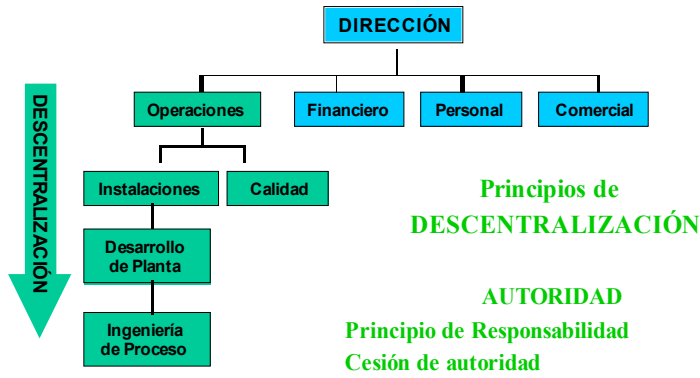 DIRECCIÓN
Operaciones
Financiero
Personal
Comercial
DESCENTRALIZACIÓN
Instalaciones
Calidad
Desarrollo
de Planta
Ingeniería
de Proceso
Principios de
DESCENTRALIZACIÓN
AUTORIDAD
Principio de Responsabilidad
Cesión de autoridad